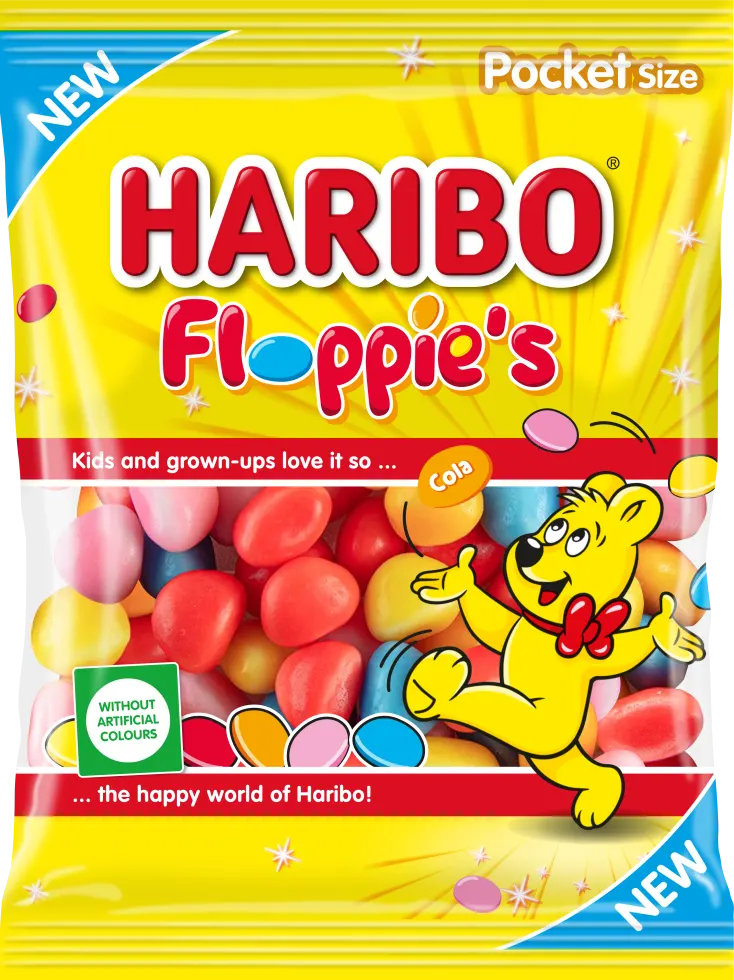 NEW
Pocket Size
HARIBO®
Floppie's
Kids and grown-ups love it so ...
Cola
WITHOUT
ARTIFICIAL
COLOURS
... the happy world of Haribo!
NEW